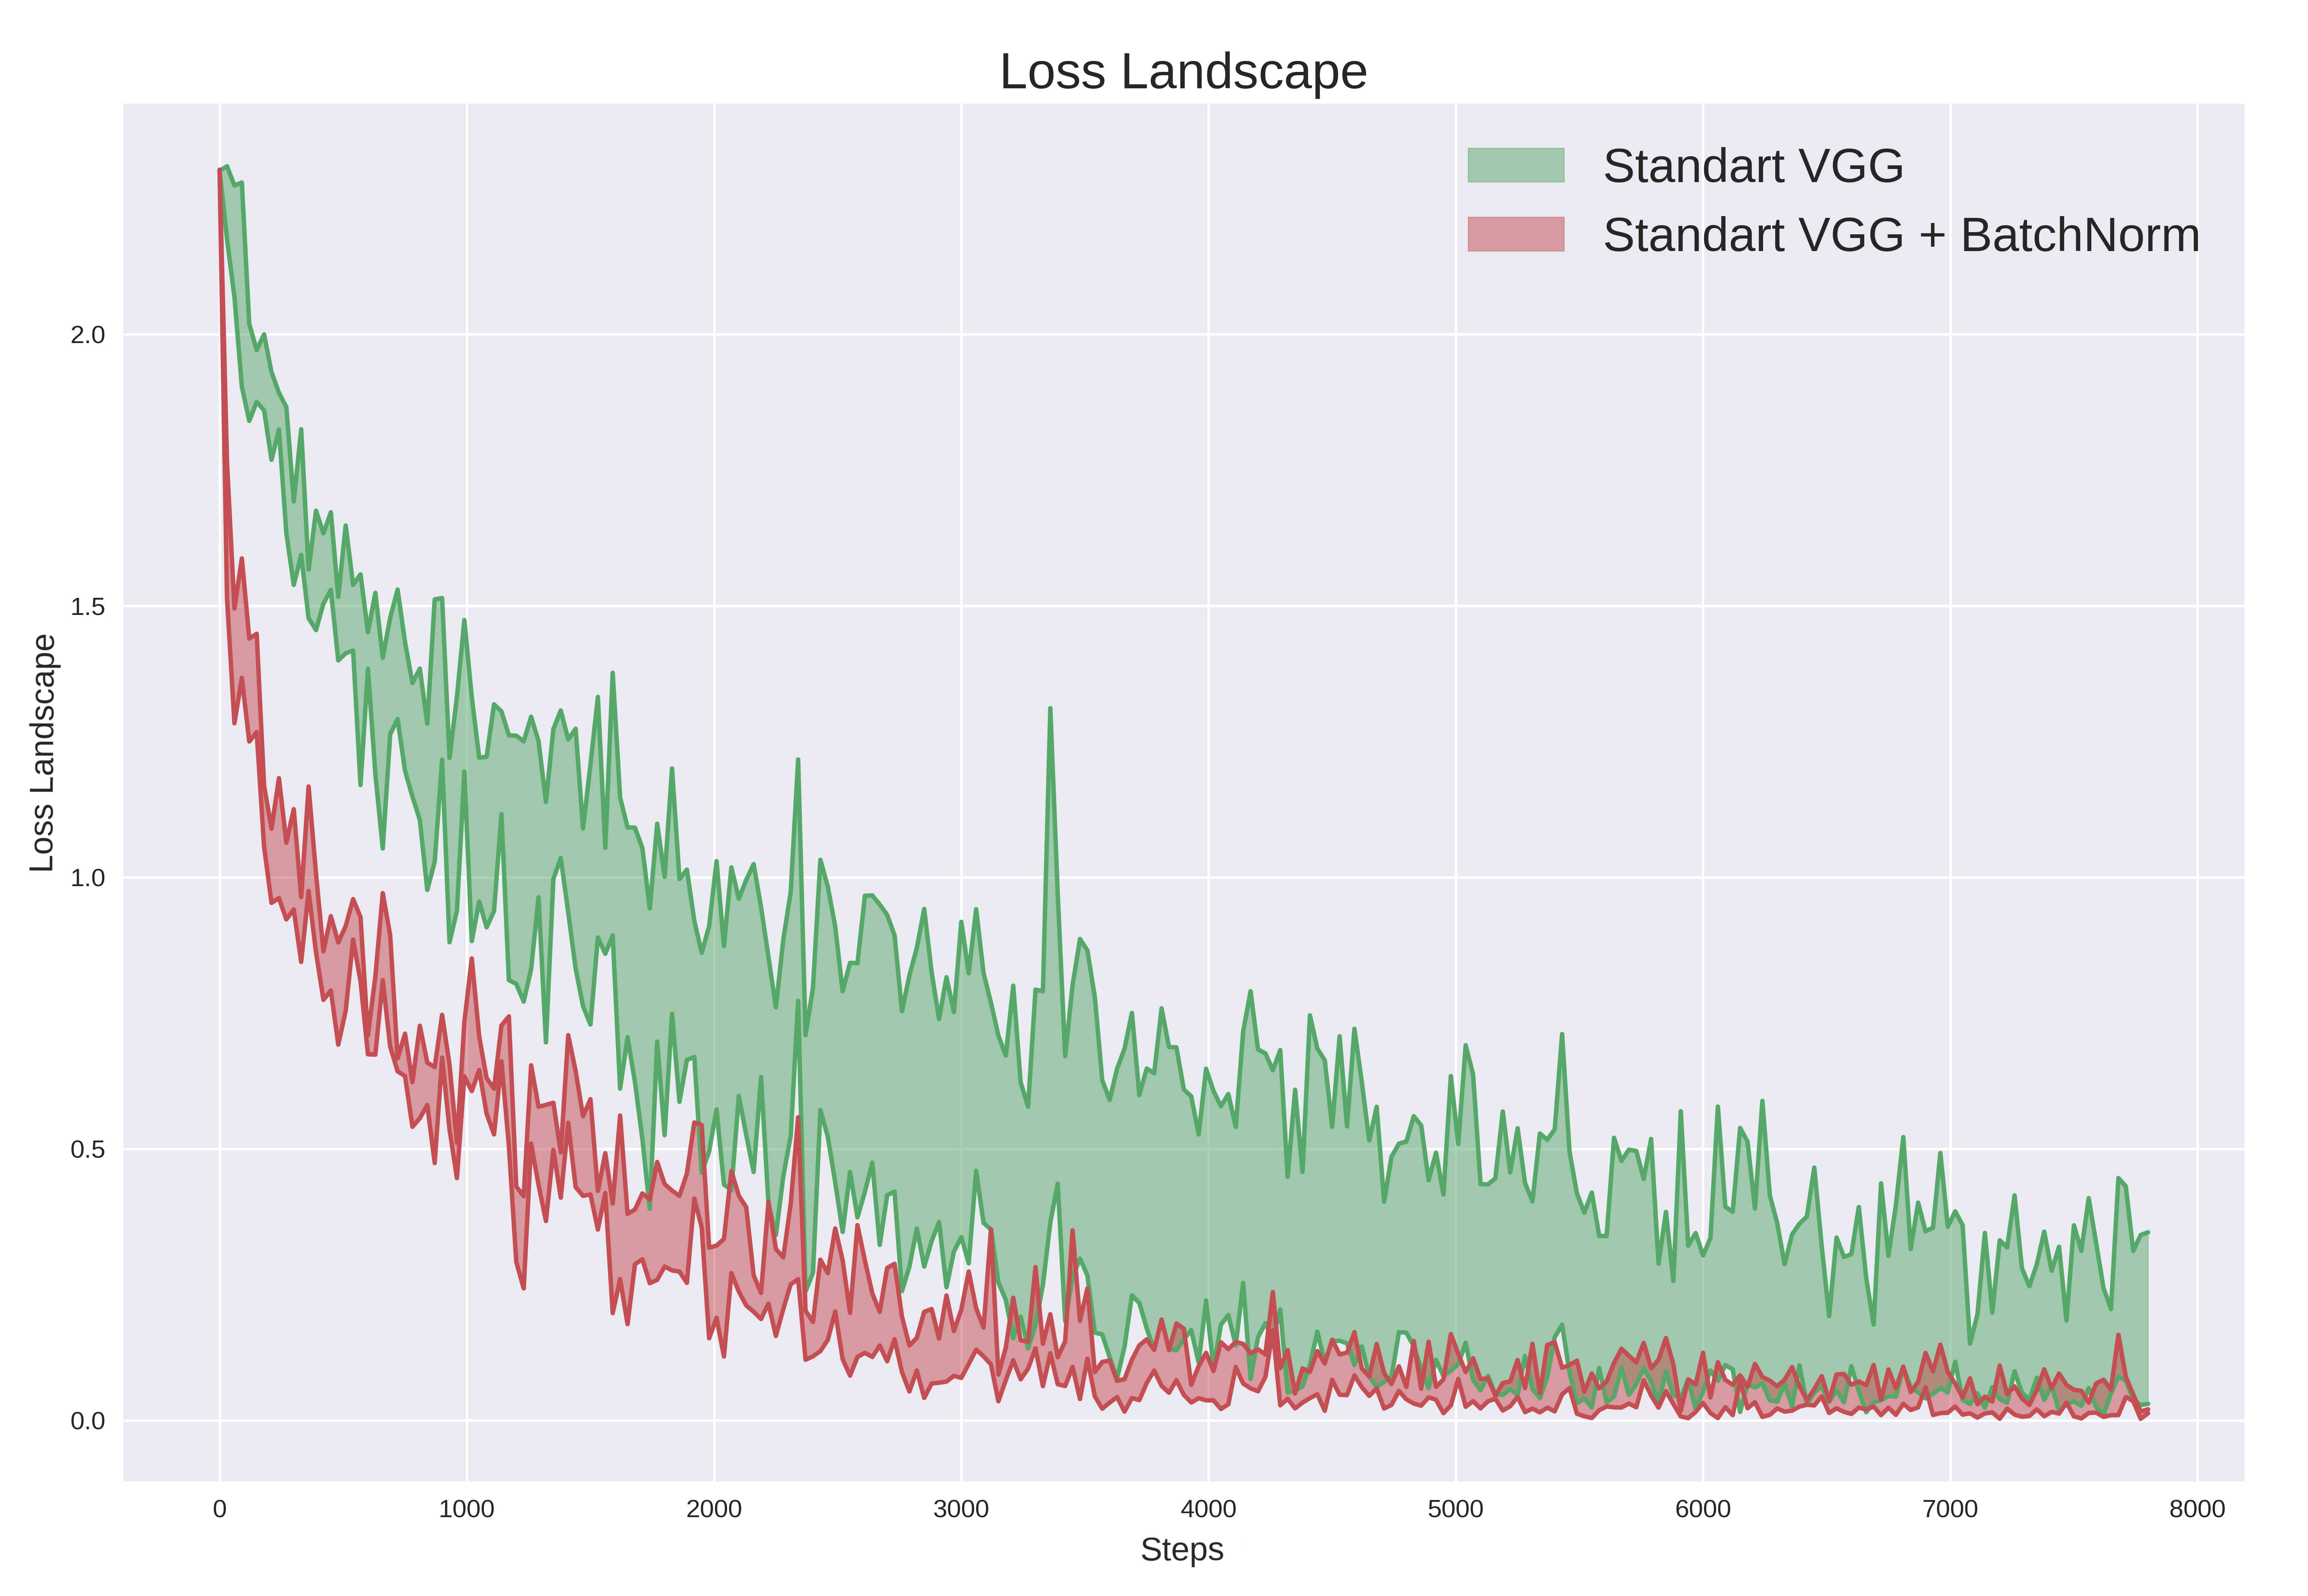 Loss Landscape
Standart VGG
Standart VGG + BatchNorm
Loss Landscape
2.0
1.5
1.0
0.5
0.0
0 1000 2000 3000 4000 5000 6000 7000 8000
Steps